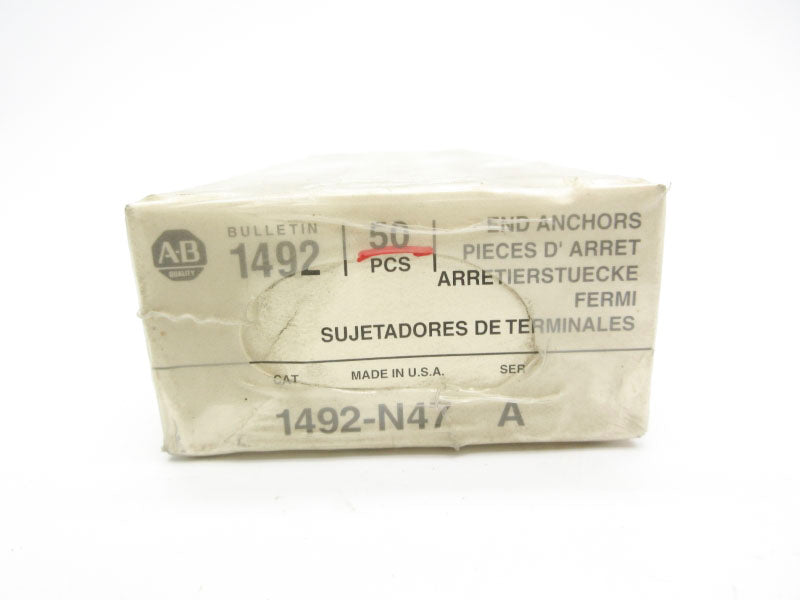 A-B
QUALITY
BULLETIN
1492
50
PCS
END ANCHORS
PIECES D' ARRET
ARRETIERSTUECKE
FERMI
SUJETADORES DE TERMINALES
CAT MADE IN U.S.A. SER
1492-N47 A